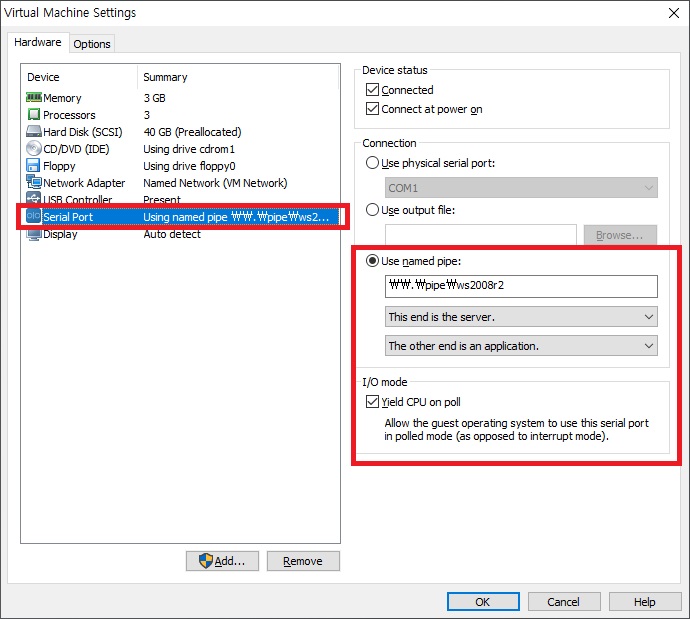 Virtual Machine Settings
Hardware
Options
Device Summary
Memory 3 GB
Processors 3
Hard Disk (SCSI) 40 GB (Preallocated)
CD/DVD (IDE) Using drive cdrom1
Floppy Using drive floppy0
Network Adapter Named Network (VM Network)
USB Controller Present
Serial Port Using named pipe ₩₩.₩pipe₩ws2...
Display Auto detect
Add...
Remove
Device status
Connected
Connect at power on
Connection
Use physical serial port:
COM1
Use output file:
Browse...
Use named pipe:
₩₩.₩pipe₩ws2008r2
This end is the server.
The other end is an application.
I/O mode
Yield CPU on poll
Allow the guest operating system to use this serial port
in polled mode (as opposed to interrupt mode).
OK
Cancel
Help